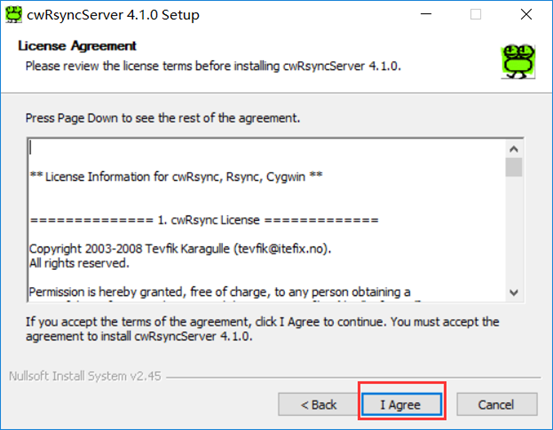 cwRsyncServer 4.1.0 Setup
License Agreement
Please review the license terms before installing cwRsyncServer 4.1.0.
Press Page Down to see the rest of the agreement.
** License Information for cwRsync, Rsync, Cygwin **
============== 1. cwRsync License =============
Copyright 2003-2008 Tevfik Karagulle (tevfik@itefix.no).
All rights reserved.
Permission is hereby granted, free of charge, to any person obtaining a
If you accept the terms of the agreement, click I Agree to continue. You must accept the
agreement to install cwRsyncServer 4.1.0.
Nullsoft Install System v2.45
< Back
I Agree
Cancel